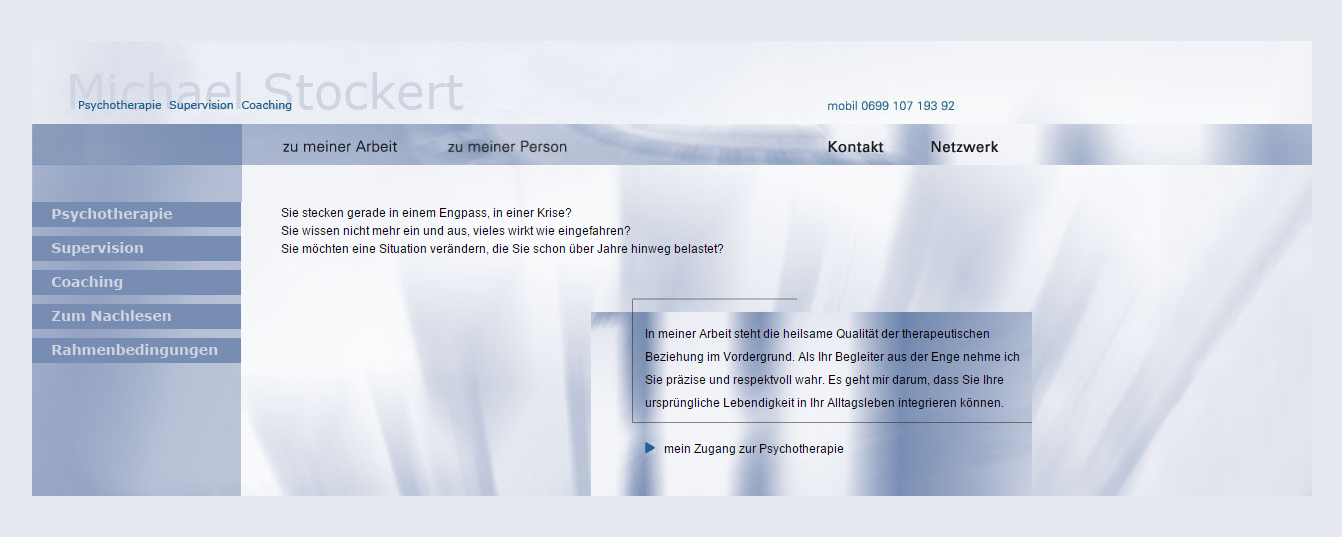 Michael Stockert
Psychotherapie Supervision Coaching
mobil 0699 107 193 92
zu meiner Arbeit
zu meiner Person
Kontakt
Netzwerk
Psychotherapie
Supervision
Coaching
Zum Nachlesen
Rahmenbedingungen
Sie stecken gerade in einem Engpass, in einer Krise?
Sie wissen nicht mehr ein und aus, vieles wirkt wie eingefahren?
Sie möchten eine Situation verändern, die Sie schon über Jahre hinweg belastet?
In meiner Arbeit steht die heilsame Qualität der therapeutischen
Beziehung im Vordergrund. Als Ihr Begleiter aus der Enge nehme ich
Sie präzise und respektvoll wahr. Es geht mir darum, dass Sie Ihre
ursprüngliche Lebendigkeit in Ihr Alltagsleben integrieren können.
mein Zugang zur Psychotherapie